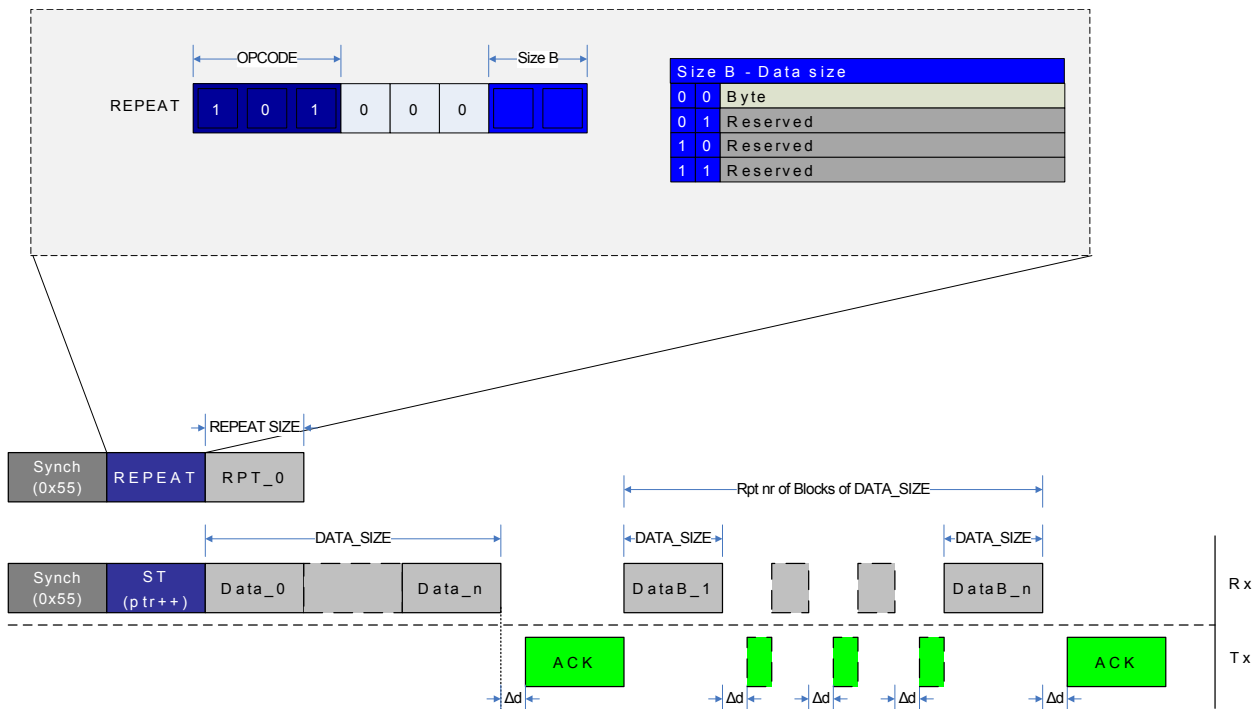 OPCODE
Size B
REPEAT
1 0 1 0 0 0
Size B - Data size
0 0 Byte
0 1 Reserved
1 0 Reserved
1 1 Reserved
REPEAT SIZE
Synch
(0x55)
REPEAT
RPT_0
Rpt nr of Blocks of DATA_SIZE
DATA_SIZE
DATA_SIZE
DATA_SIZE
Synch
(0x55)
ST
(ptr++)
Data_0
Data_n
DataB_1
DataB_n
Rx
ACK
ACK
Tx
Δd
Δd
Δd
Δd
Δd